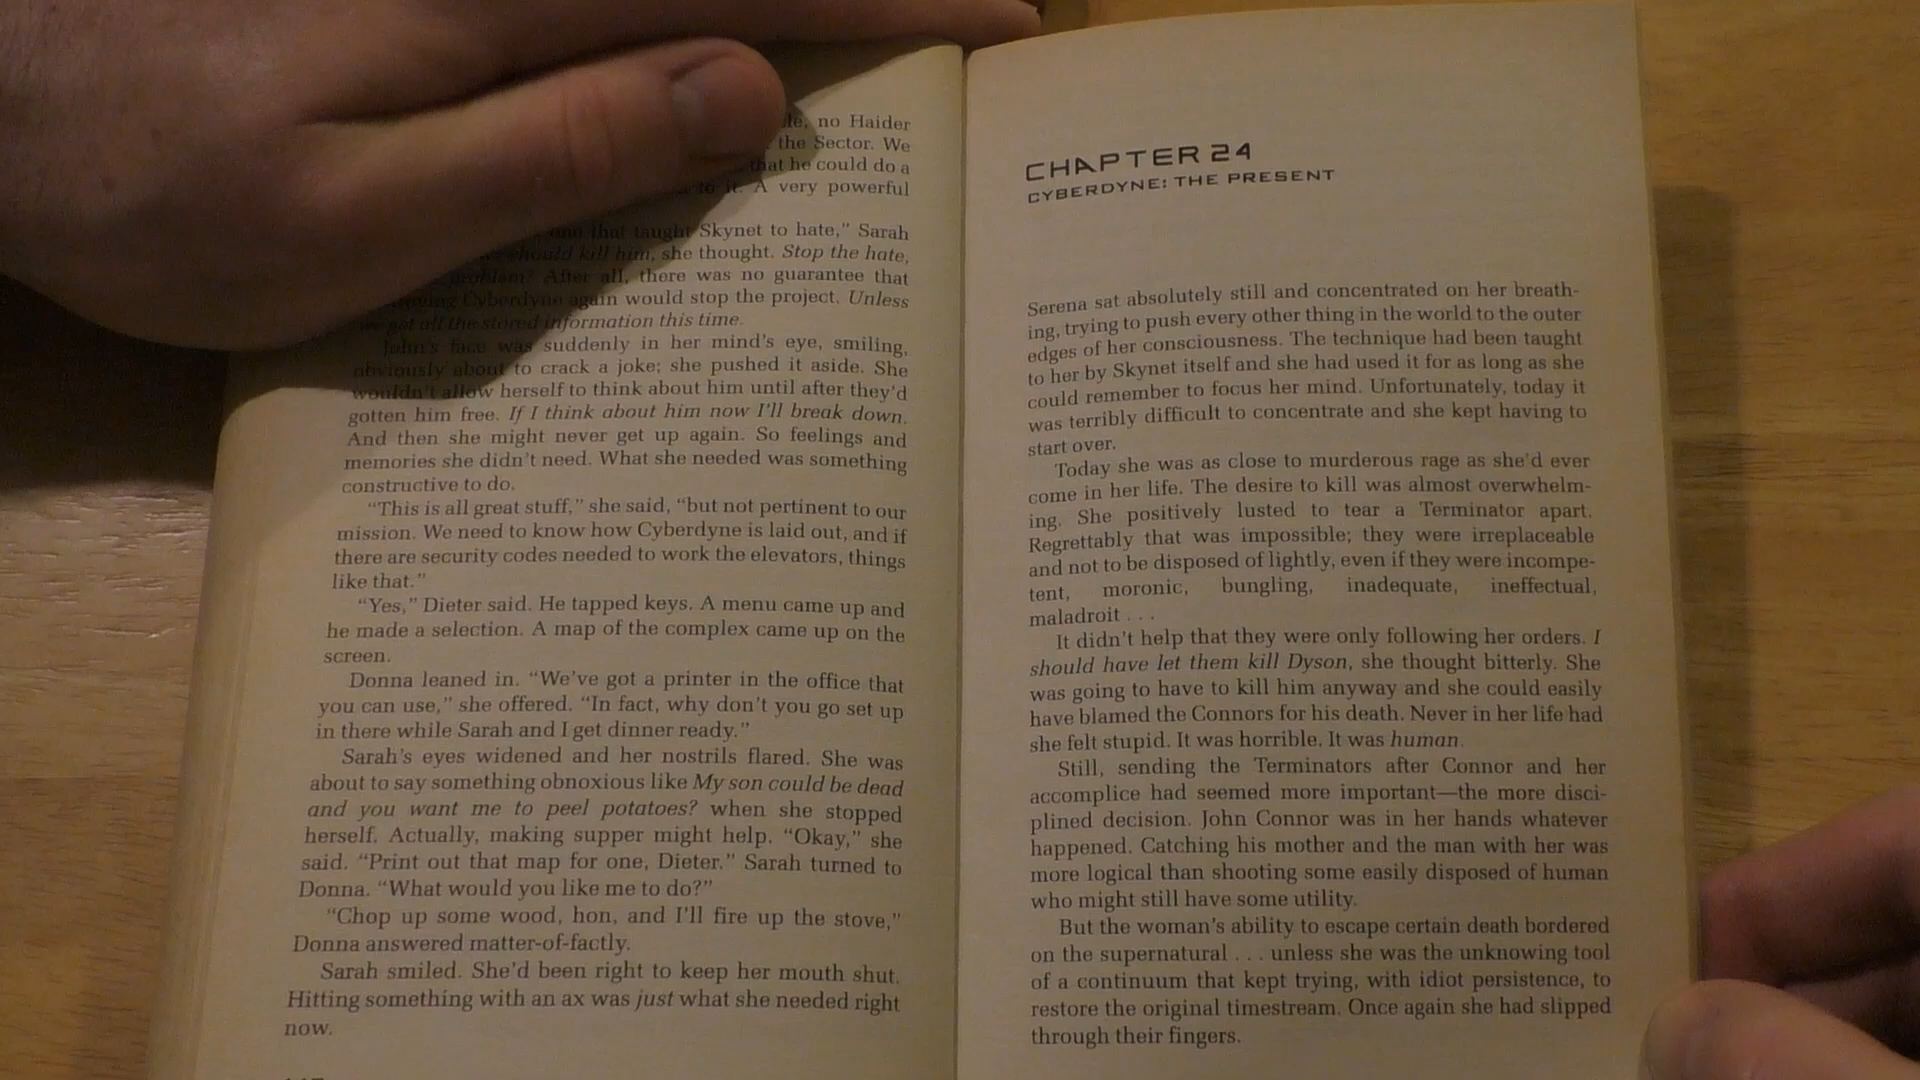 no Haider
the Sector. We
that he could do a
to it. A very powerful
one that taught Skynet to hate,” Sarah
should kill him, she thought. Stop the hate,
problem? After all, there was no guarantee that
Cyberdyne again would stop the project. Unless
we get all the stored information this time.
John’s face was suddenly in her mind’s eye, smiling,
obviously about to crack a joke; she pushed it aside. She
wouldn’t allow herself to think about him until after they’d
gotten him free. If I think about him now I’ll break down.
And then she might never get up again. So feelings and
memories she didn’t need. What she needed was something
constructive to do.
“This is all great stuff,” she said, “but not pertinent to our
mission. We need to know how Cyberdyne is laid out, and if
there are security codes needed to work the elevators, things
like that.”
“Yes,” Dieter said. He tapped keys. A menu came up and
he made a selection. A map of the complex came up on the
screen.
Donna leaned in. “We’ve got a printer in the office that
you can use,” she offered. “In fact, why don’t you go set up
in there while Sarah and I get dinner ready.”
Sarah’s eyes widened and her nostrils flared. She was
about to say something obnoxious like My son could be dead
and you want me to peel potatoes? when she stopped
herself. Actually, making supper might help. “Okay,” she
said. “Print out that map for one, Dieter.” Sarah turned to
Donna. “What would you like me to do?”
“Chop up some wood, hon, and I’ll fire up the stove,”
Donna answered matter-of-factly.
Sarah smiled. She’d been right to keep her mouth shut.
Hitting something with an ax was just what she needed right
now.
CHAPTER 24
CYBERDYNE: THE PRESENT
Serena sat absolutely still and concentrated on her breath-
ing, trying to push every other thing in the world to the outer
edges of her consciousness. The technique had been taught
to her by Skynet itself and she had used it for as long as she
could remember to focus her mind. Unfortunately, today it
was terribly difficult to concentrate and she kept having to
start over.
Today she was as close to murderous rage as she’d ever
come in her life. The desire to kill was almost overwhelm-
ing. She positively lusted to tear a Terminator apart.
Regrettably that was impossible; they were irreplaceable
and not to be disposed of lightly, even if they were incompe-
tent, moronic, bungling, inadequate, ineffectual,
maladroit . . .
It didn’t help that they were only following her orders. I
should have let them kill Dyson, she thought bitterly. She
was going to have to kill him anyway and she could easily
have blamed the Connors for his death. Never in her life had
she felt stupid. It was horrible. It was human.
Still, sending the Terminators after Connor and her
accomplice had seemed more important—the more disci-
plined decision. John Connor was in her hands whatever
happened. Catching his mother and the man with her was
more logical than shooting some easily disposed of human
who might still have some utility.
But the woman’s ability to escape certain death bordered
on the supernatural . . . unless she was the unknowing tool
of a continuum that kept trying, with idiot persistence, to
restore the original timestream. Once again she had slipped
through their fingers.